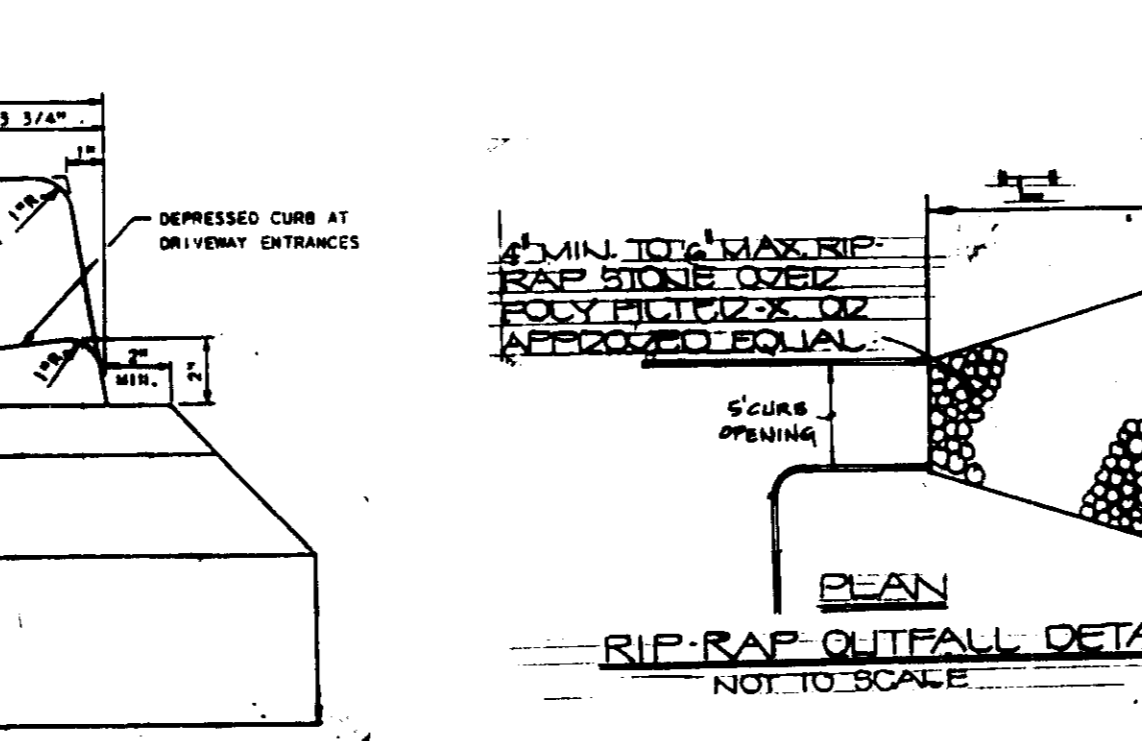 3 3/4"
1"
1"R.
DEPRESSED CURB AT
DRIVEWAY ENTRANCES
1"R.
2"
MIN.
2"
4" MIN. TO 6" MAX. RIP-
RAP STONE OVER
POLY FILTER-X OR
APPROVED EQUAL
5' CURB
OPENING
PLAN
RIP-RAP OUTFALL DETA
NOT TO SCALE